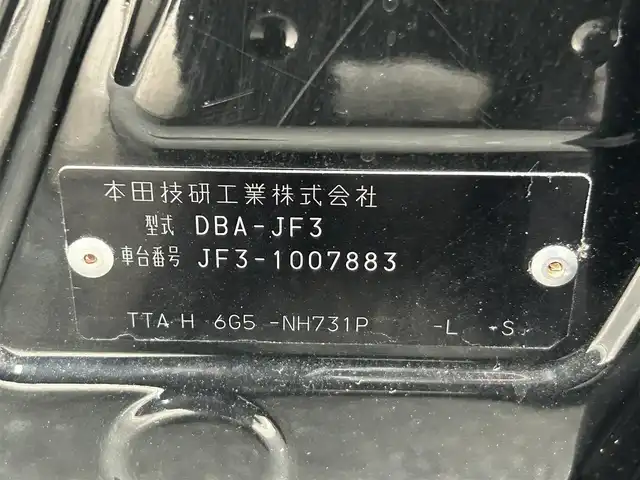 本田技研工業株式会社
型式 DBA-JF3
車台番号 JF3-1007883
TTA H 6G5 -NH731P -L -S